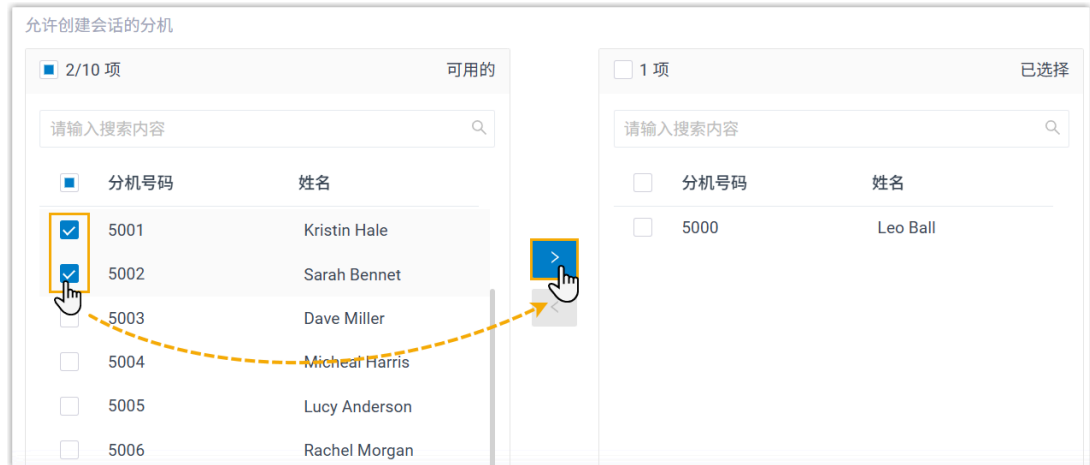 允许创建会话的分机
2/10 项 可用的
请输入搜索内容
分机号码 姓名
5001 Kristin Hale
5002 Sarah Bennet
5003 Dave Miller
5004 Micheal Harris
5005 Lucy Anderson
5006 Rachel Morgan
1 项 已选择
请输入搜索内容
分机号码 姓名
5000 Leo Ball